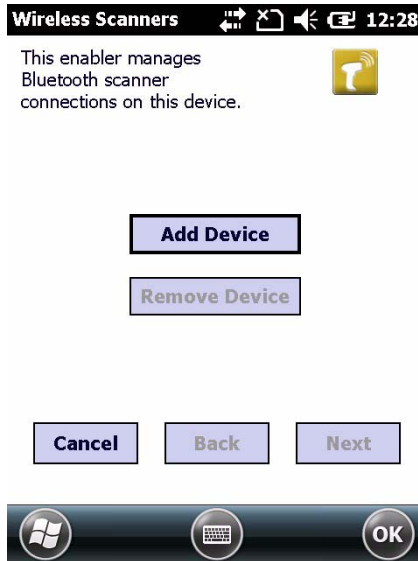 Wireless Scanners 12:28
This enabler manages
Bluetooth scanner
connections on this device.
Add Device
Remove Device
Cancel Back Next
OK